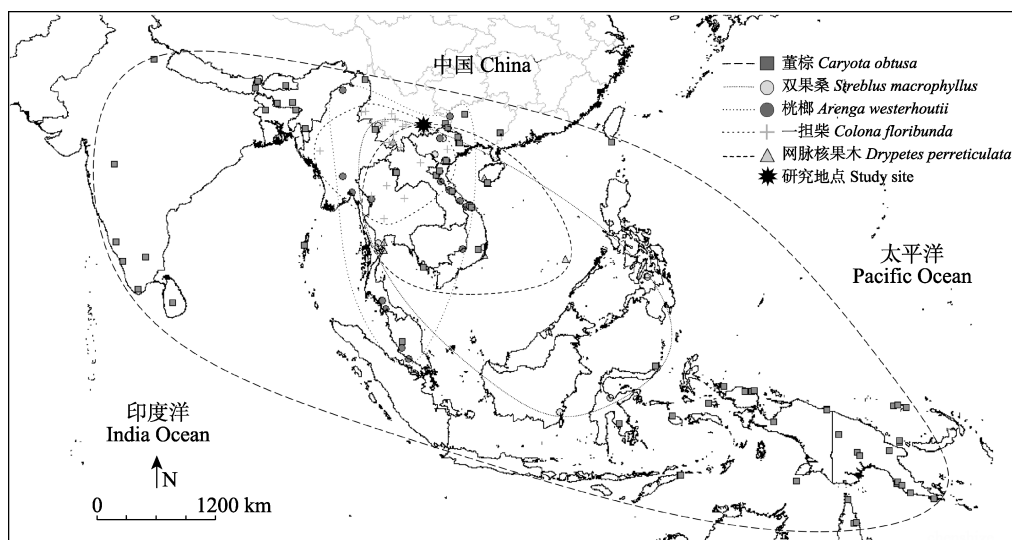 中国 China
董棕 Caryota obtusa
双果桑 Streblus macrophyllus
桄榔 Arenga westerhoutii
一担柴 Colona floribunda
网脉核果木 Drypetes perreticulata
研究地点 Study site
太平洋
Pacific Ocean
印度洋
India Ocean
N
0 1200 km